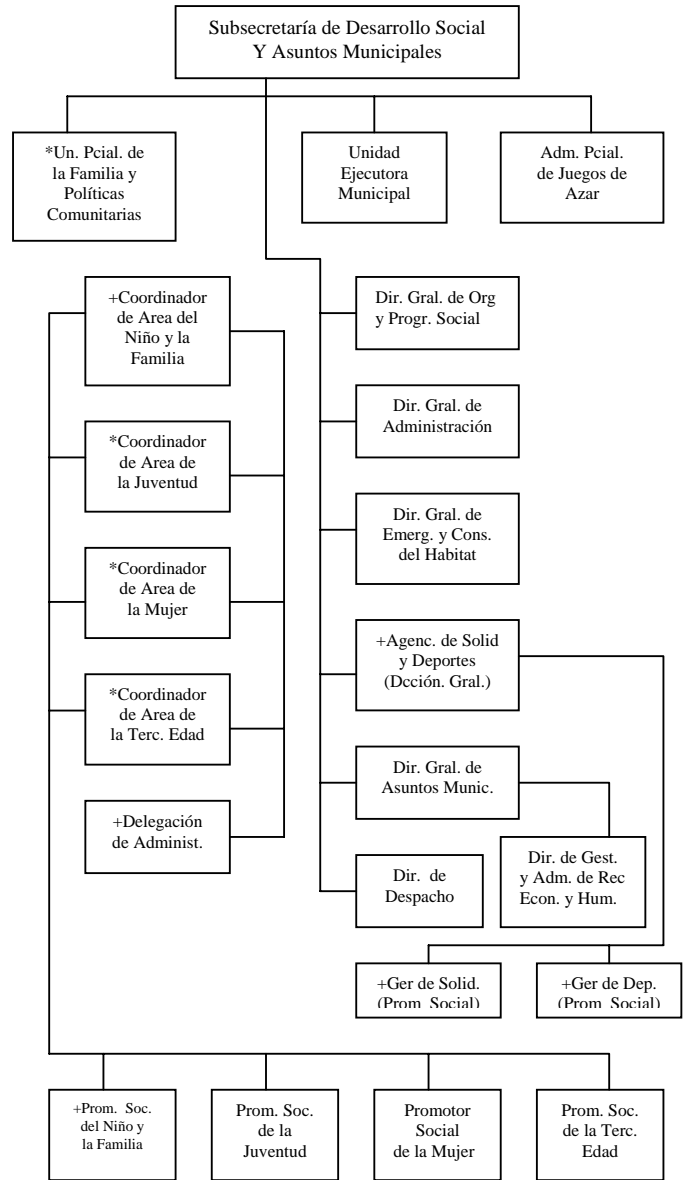 Subsecretaría de Desarrollo Social
Y Asuntos Municipales
*Un. Pcial. de
la Familia y
Políticas
Comunitarias
Unidad
Ejecutora
Municipal
Adm. Pcial.
de Juegos de
Azar
+Coordinador
de Area del
Niño y la
Familia
*Coordinador
de Area de
la Juventud
*Coordinador
de Area de
la Mujer
*Coordinador
de Area de
la Terc. Edad
+Delegación
de Administ.
Dir. Gral. de Org
y Progr. Social
Dir. Gral. de
Administración
Dir. Gral. de
Emerg. y Cons.
del Habitat
+Agenc. de Solid
y Deportes
(Dcción. Gral.)
Dir. Gral. de
Asuntos Munic.
Dir. de
Despacho
Dir. de Gest.
y Adm. de Rec
Econ. y Hum.
+Ger de Solid.
(Prom. Social)
+Ger de Dep.
(Prom. Social)
+Prom. Soc.
del Niño y
la Familia
Prom. Soc.
de la
Juventud
Promotor
Social
de la Mujer
Prom. Soc.
de la Terc.
Edad